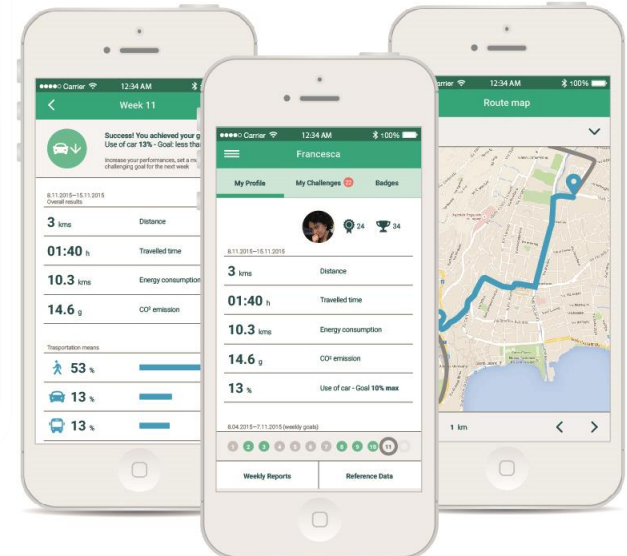 Carrier 12:34 AM
Week 11
Success! You achieved your g
Use of car 13% - Goal: less tha
Increase your performances, set a m
challenging goal for the next week
8.11.2015–15.11.2015
Overall results
3 kms Distance
01:40 h Travelled time
10.3 kms Energy consumption
14.6 g CO² emission
Trasportation means
53 %
13 %
13 %
Carrier 12:34 AM 100%
Francesca
My Profile My Challenges 22 Badges
24 34
8.11.2015–15.11.2015
3 kms Distance
01:40 h Travelled time
10.3 kms Energy consumption
14.6 g CO² emission
13 % Use of car - Goal 10% max
8.04.2015–7.11.2015 (weekly goals)
1 2 3 4 5 6 7 8 9 10 11
Weekly Reports Reference Data
arrier 12:34 AM 100%
Route map
1 km